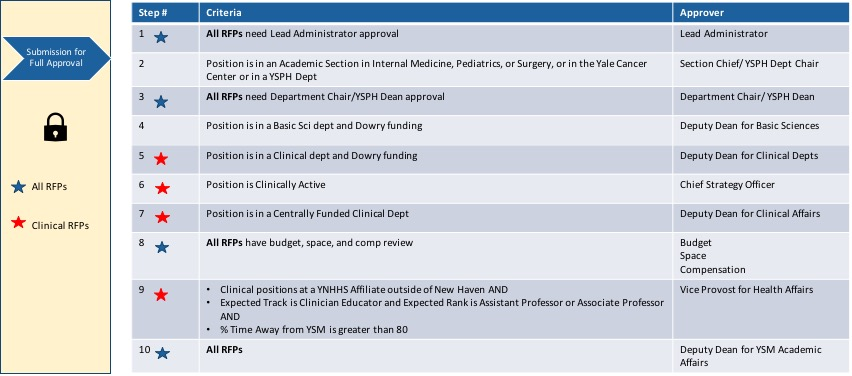 Submission for
Full Approval
All RFPs
Clinical RFPs
Step # Criteria Approver
1 All RFPs need Lead Administrator approval Lead Administrator
2 Position is in an Academic Section in Internal Medicine, Pediatrics, or Surgery, or in the Yale Cancer Section Chief/ YSPH Dept Chair
Center or in a YSPH Dept
3 All RFPs need Department Chair/YSPH Dean approval Department Chair/ YSPH Dean
4 Position is in a Basic Sci dept and Dowry funding Deputy Dean for Basic Sciences
5 Position is in a Clinical dept and Dowry funding Deputy Dean for Clinical Depts
6 Position is Clinically Active Chief Strategy Officer
7 Position is in a Centrally Funded Clinical Dept Deputy Dean for Clinical Affairs
8 All RFPs have budget, space, and comp review Budget
Space
Compensation
9 • Clinical positions at a YNHHS Affiliate outside of New Haven AND Vice Provost for Health Affairs
• Expected Track is Clinician Educator and Expected Rank is Assistant Professor or Associate Professor
AND
• % Time Away from YSM is greater than 80
10 All RFPs Deputy Dean for YSM Academic
Affairs